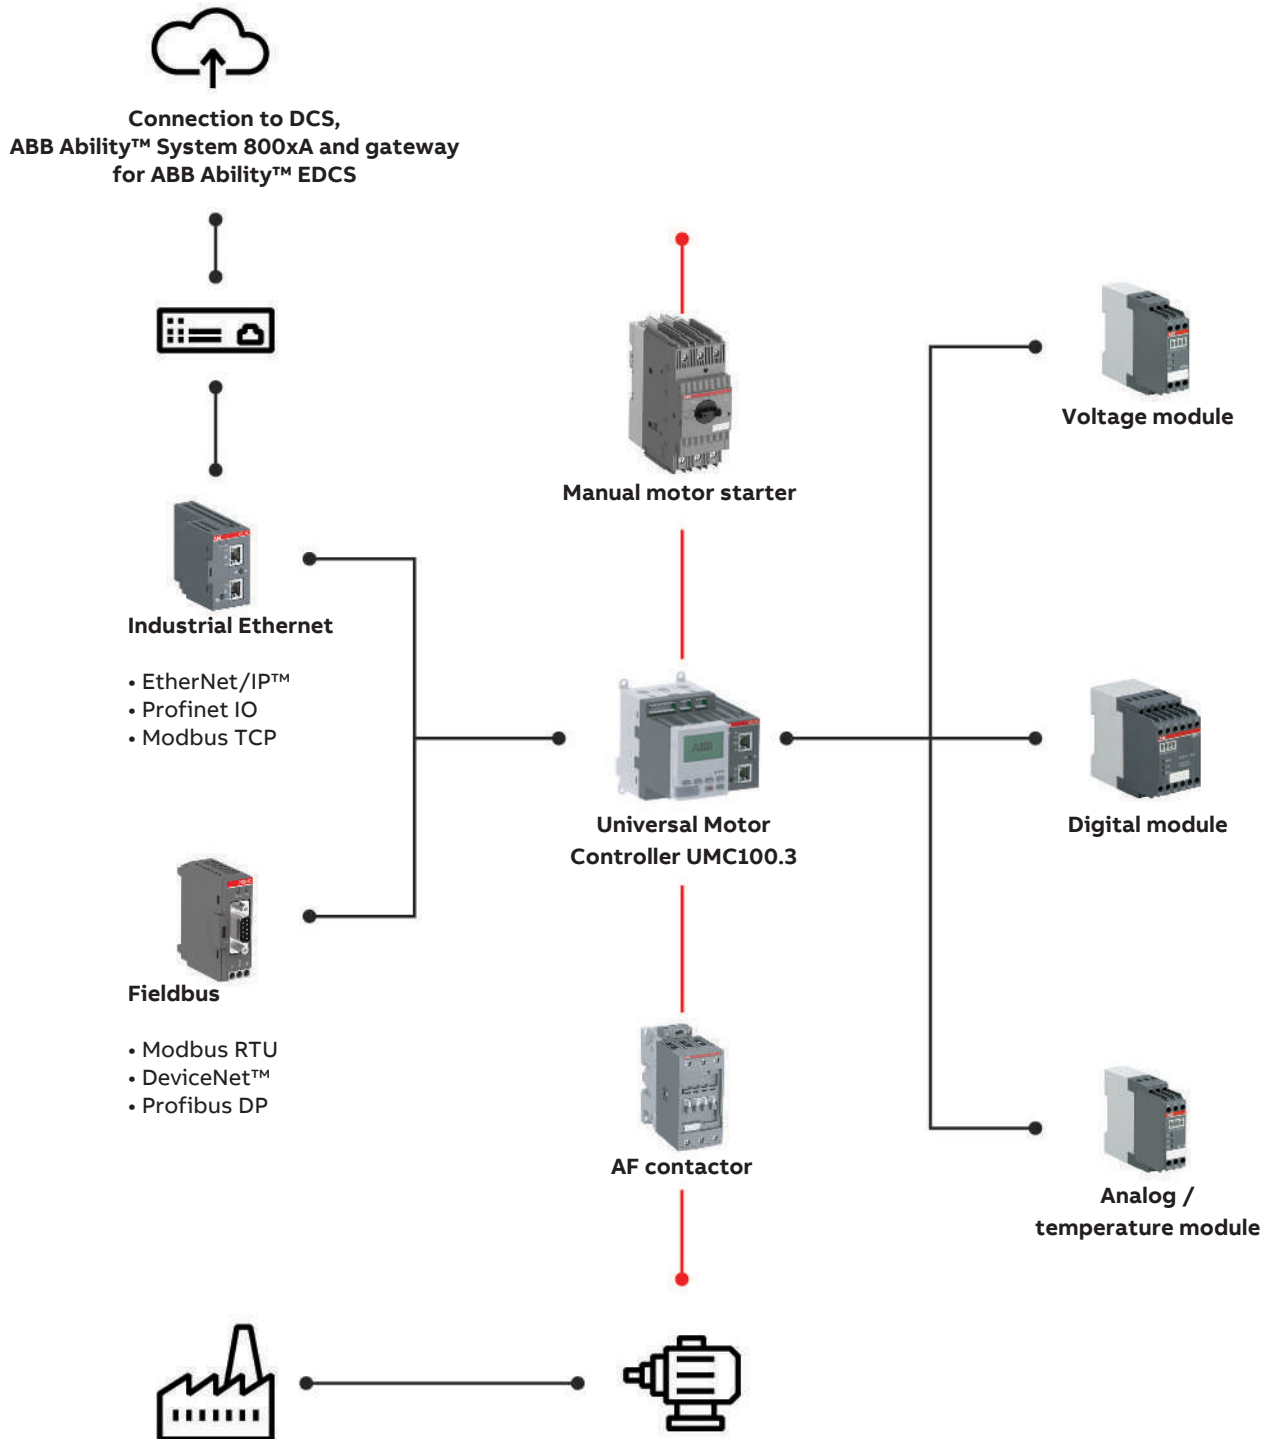 Connection to DCS,
ABB Ability™ System 800xA and gateway
for ABB Ability™ EDCS
Manual motor starter
Voltage module
Industrial Ethernet
• EtherNet/IP™
• Profinet IO
• Modbus TCP
ABB
Universal Motor
Controller UMC100.3
Digital module
Fieldbus
• Modbus RTU
• DeviceNet™
• Profibus DP
AF contactor
Analog /
temperature module